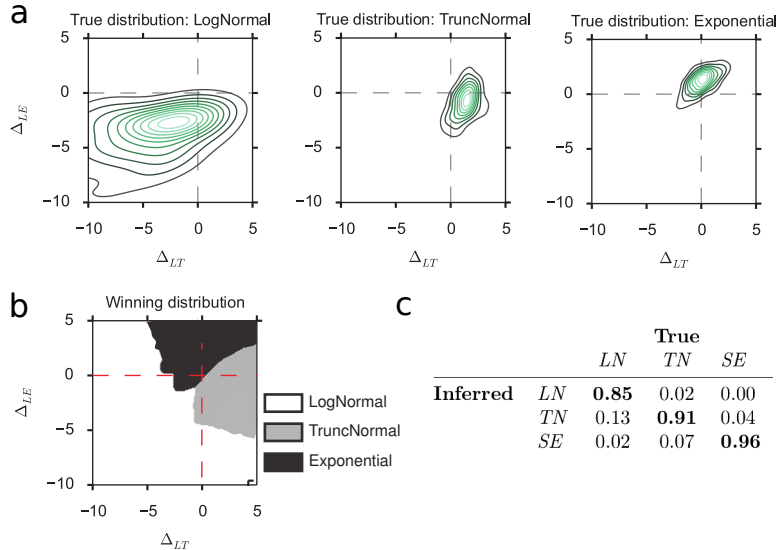 a
True distribution: LogNormal
True distribution: TruncNormal
True distribution: Exponential
5
0
−5
−10
Δ_LE
−10 −5 0 5
Δ_LT
5
0
−5
−10
−10 −5 0 5
Δ_LT
5
0
−5
−10
−10 −5 0 5
Δ_LT
b
Winning distribution
5
0
−5
−10
Δ_LE
−10 −5 0 5
Δ_LT
LogNormal
TruncNormal
Exponential
c
True
LN TN SE
Inferred LN 0.85 0.02 0.00
TN 0.13 0.91 0.04
SE 0.02 0.07 0.96